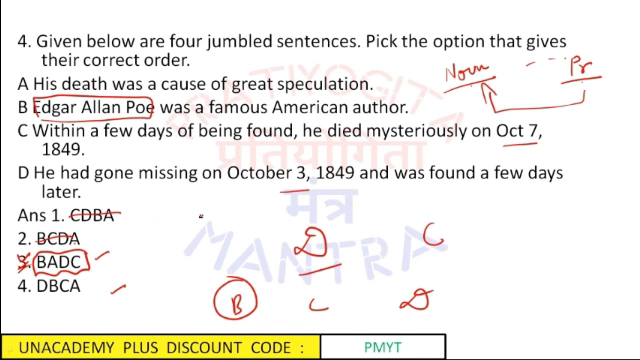 4. Given below are four jumbled sentences. Pick the option that gives
their correct order.
Noun ---- Pr
A His death was a cause of great speculation.
B Edgar Allan Poe was a famous American author.
C Within a few days of being found, he died mysteriously on Oct 7,
1849.
D He had gone missing on October 3, 1849 and was found a few days
later.
Ans 1. CDBA
2. BCDA
3. BADC
4. DBCA
D C
B C D
PRATIYOGITA
प्रतियोगिता
मंत्र
MANTRA
UNACADEMY PLUS DISCOUNT CODE : PMYT